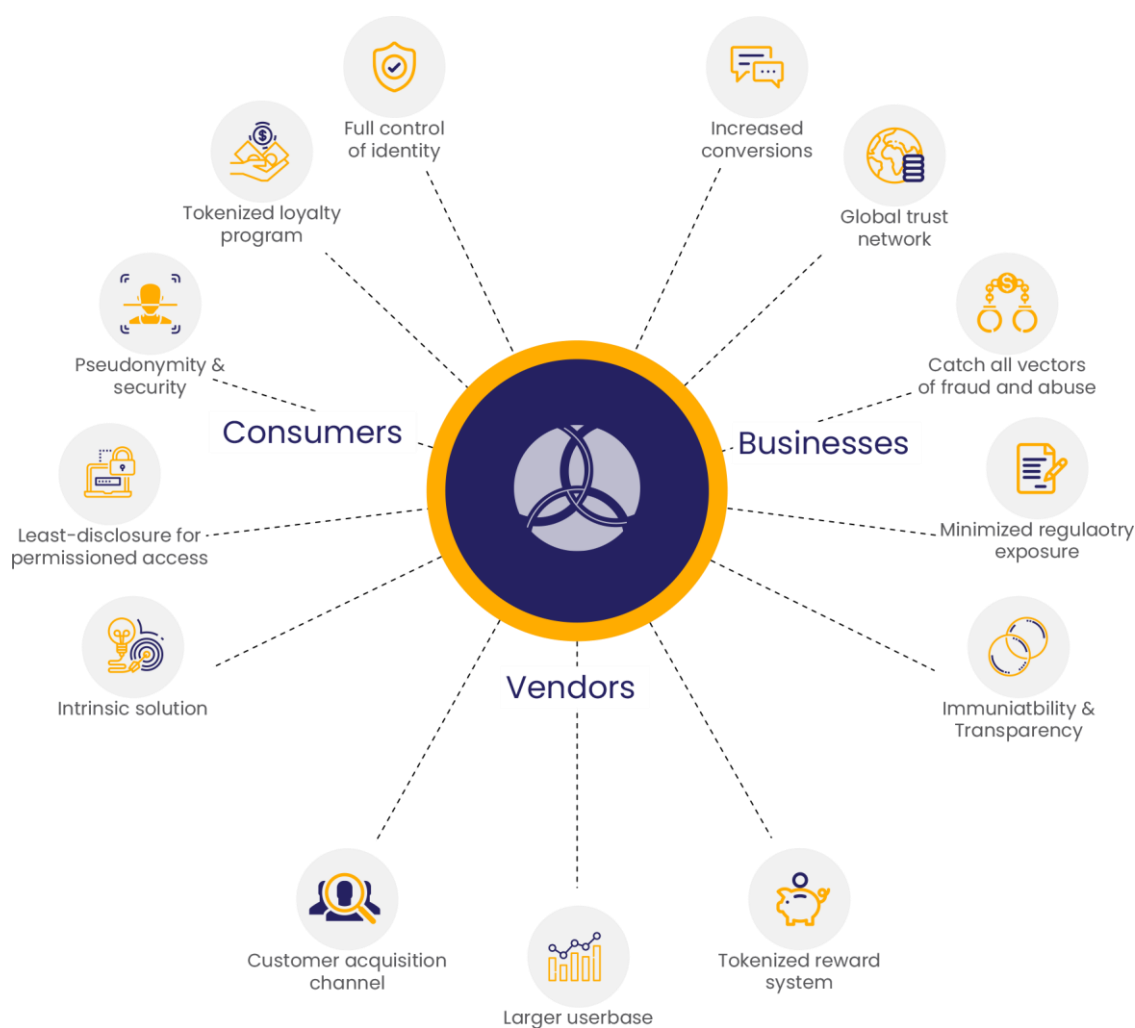 Full control
of identity
Increased
conversions
Tokenized loyalty
program
Global trust
network
Pseudonymity &
security
Catch all vectors
of fraud and abuse
Consumers
Businesses
Least-disclosure for
permissioned access
Minimized regulaotry
exposure
Intrinsic solution
Immuniatbility &
Transparency
Vendors
Customer acquisition
channel
Larger userbase
Tokenized reward
system